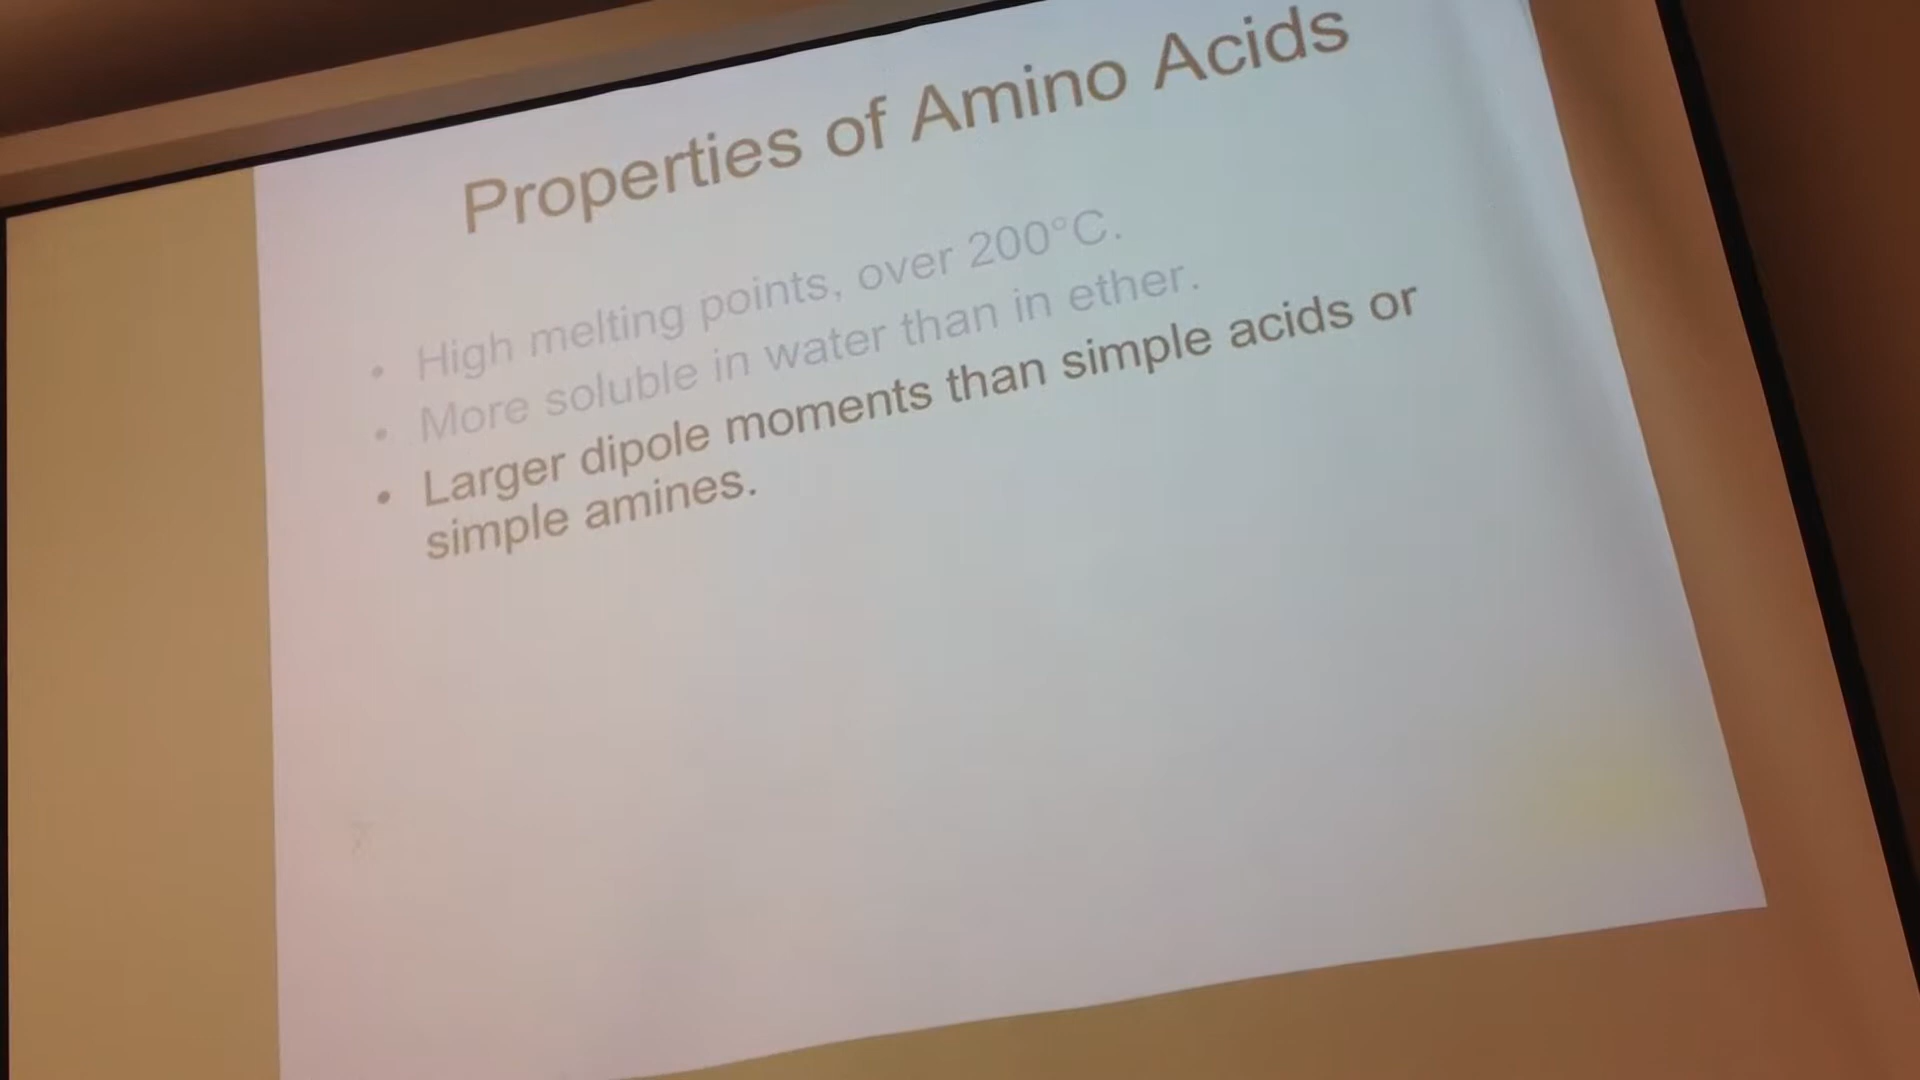 Properties of Amino Acids
• High melting points, over 200°C.
• More soluble in water than in ether.
• Larger dipole moments than simple acids or
simple amines.